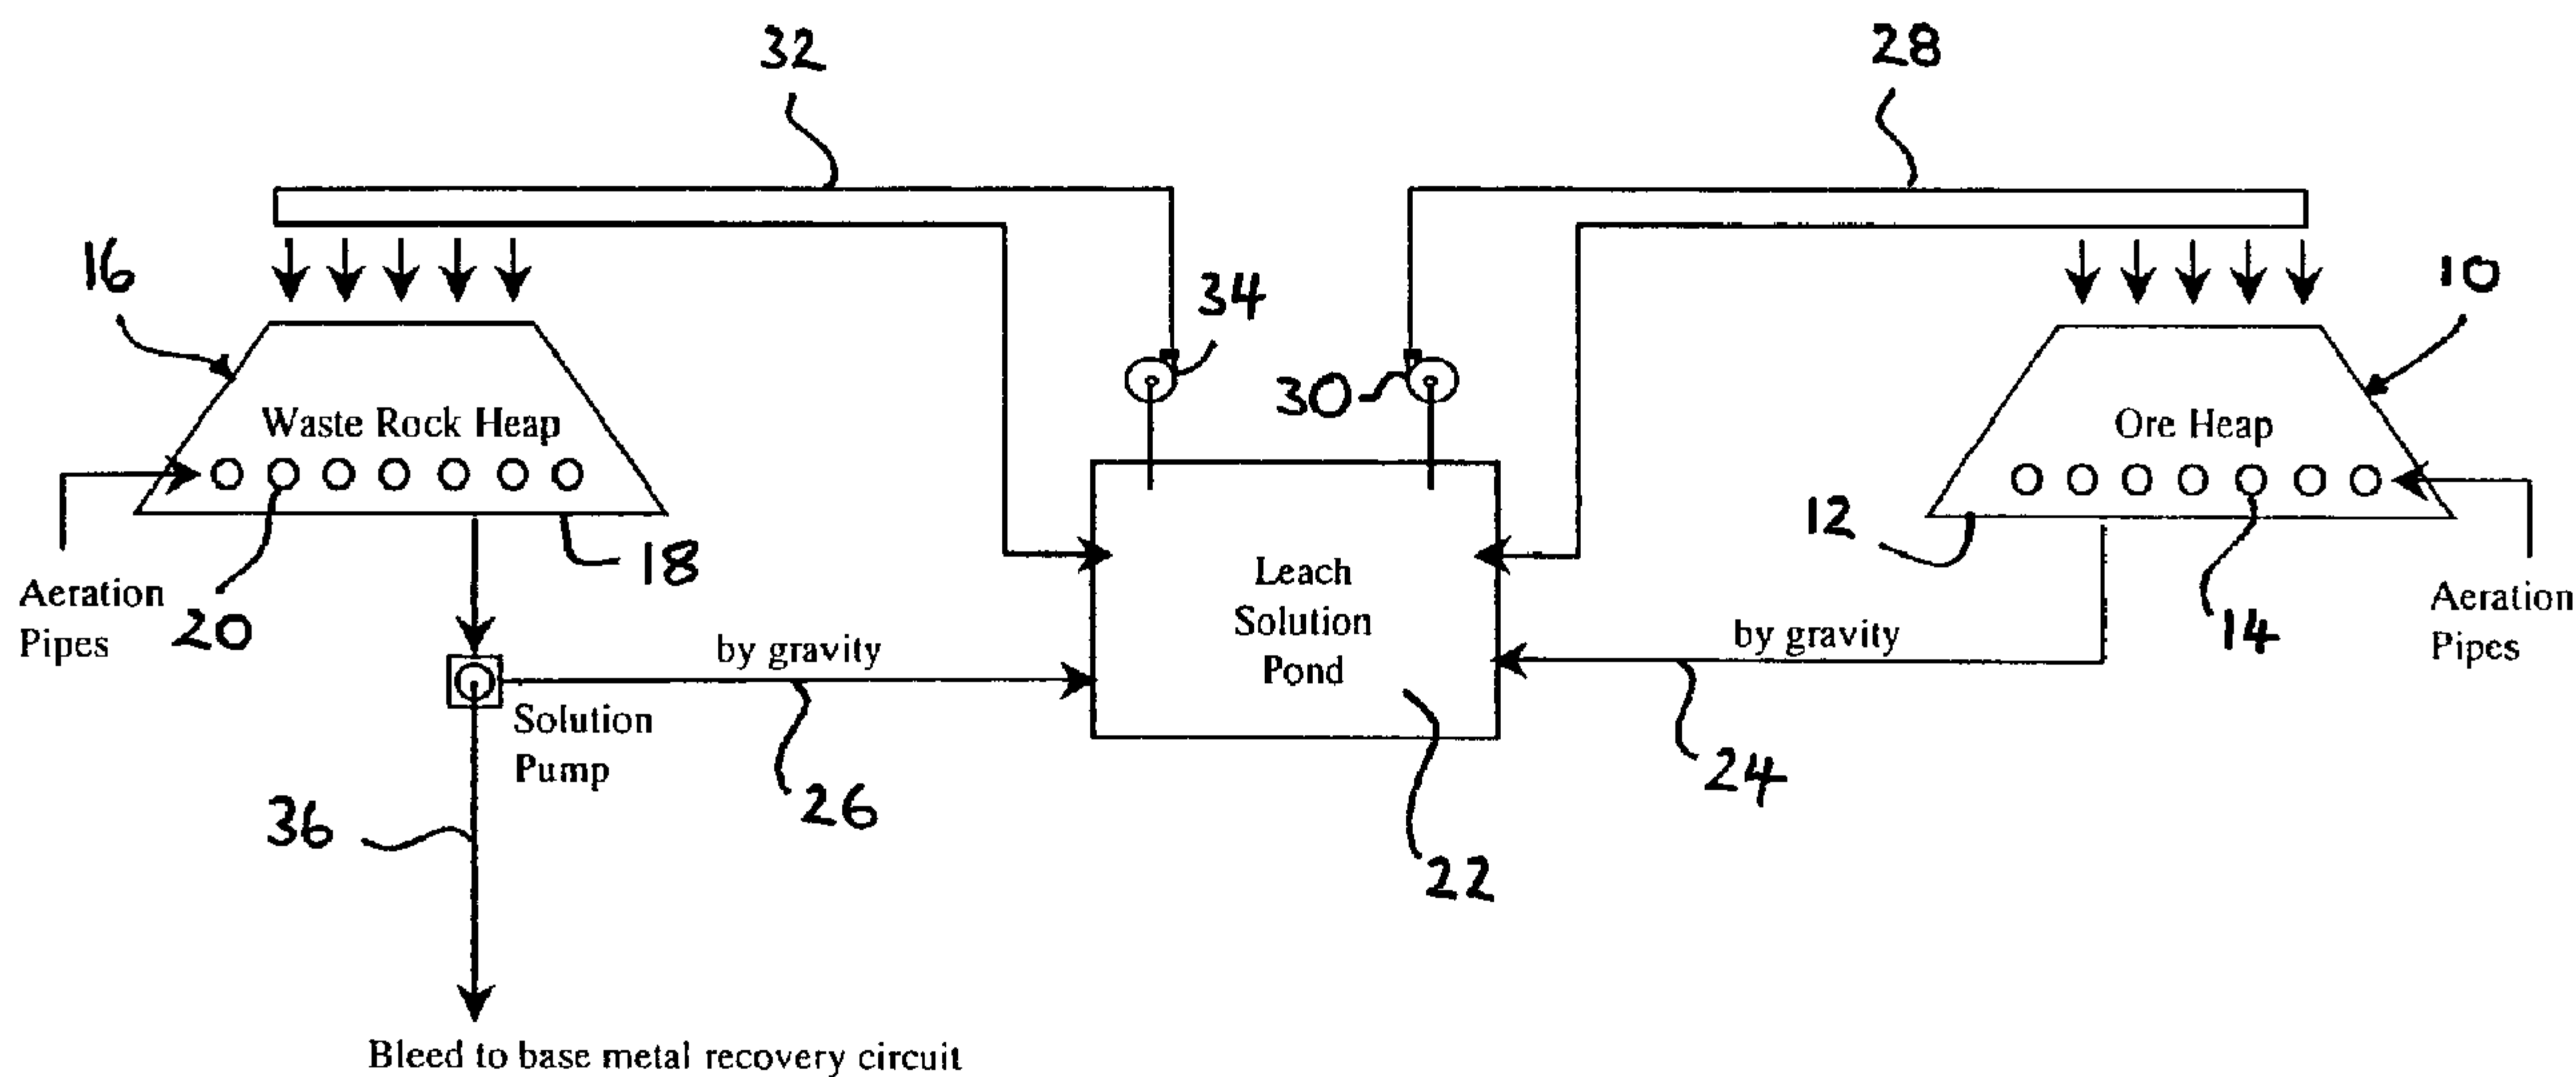 32
28
16
34
10
30
Waste Rock Heap
Ore Heap
12
18
Aeration
Pipes
20
Leach
Solution
Pond
by gravity
by gravity
14
Aeration
Pipes
Solution
Pump
26
24
36
22
Bleed to base metal recovery circuit